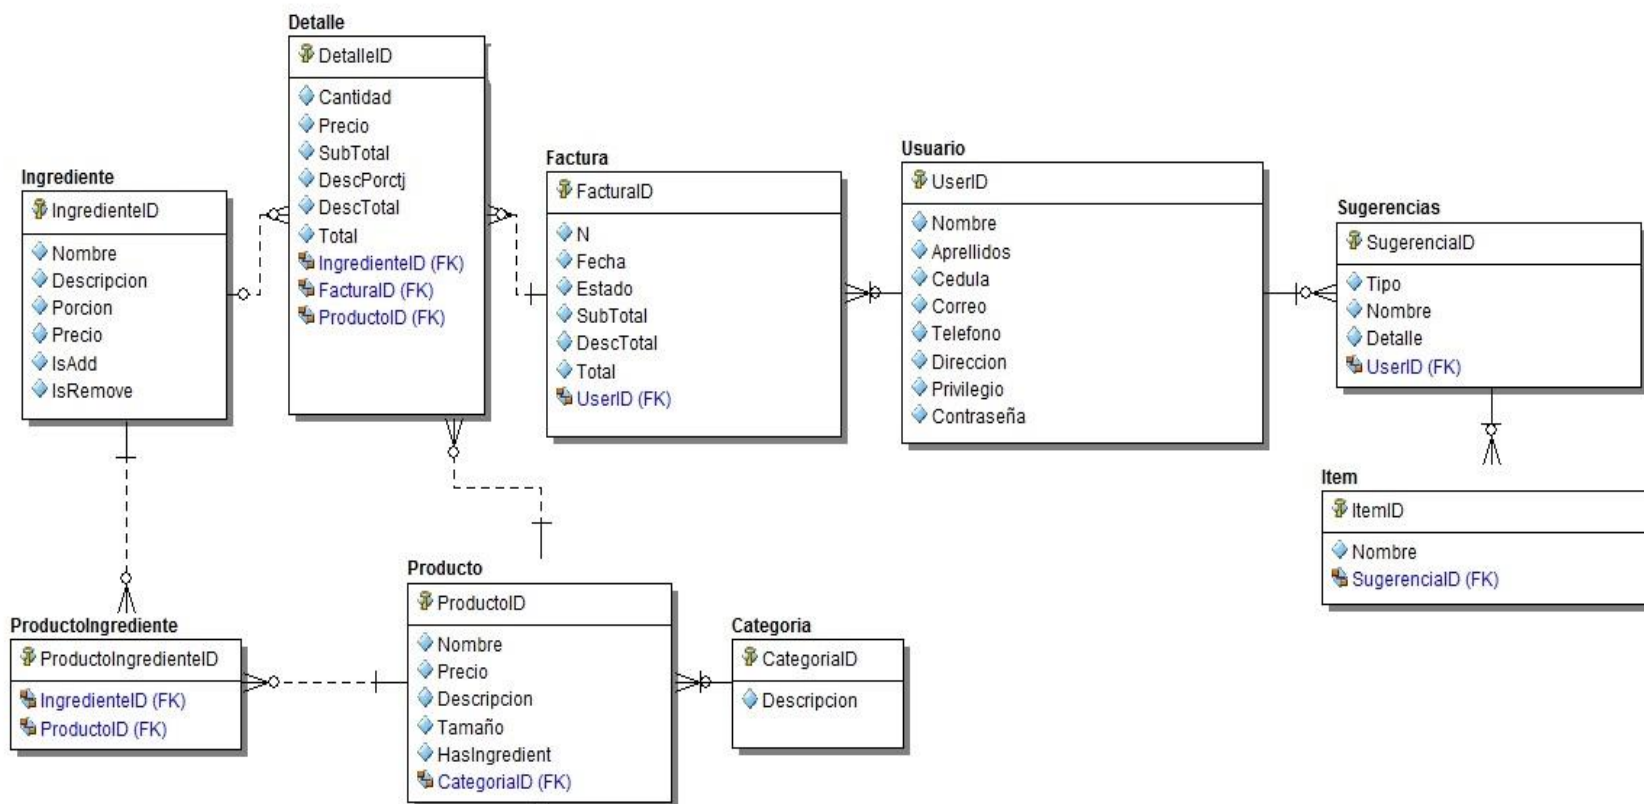 Detalle
DetalleID
Cantidad
Precio
SubTotal
DescPorctj
DescTotal
Total
IngredienteID (FK)
FacturaID (FK)
ProductoID (FK)
Ingrediente
IngredienteID
Nombre
Descripcion
Porcion
Precio
IsAdd
IsRemove
Factura
FacturaID
N
Fecha
Estado
SubTotal
DescTotal
Total
UserID (FK)
Usuario
UserID
Nombre
Aprellidos
Cedula
Correo
Telefono
Direccion
Privilegio
Contraseña
Sugerencias
SugerenciaID
Tipo
Nombre
Detalle
UserID (FK)
Item
ItemID
Nombre
SugerenciaID (FK)
ProductoIngrediente
ProductoIngredienteID
IngredienteID (FK)
ProductoID (FK)
Producto
ProductoID
Nombre
Precio
Descripcion
Tamaño
HasIngredient
CategoriaID (FK)
Categoria
CategoriaID
Descripcion